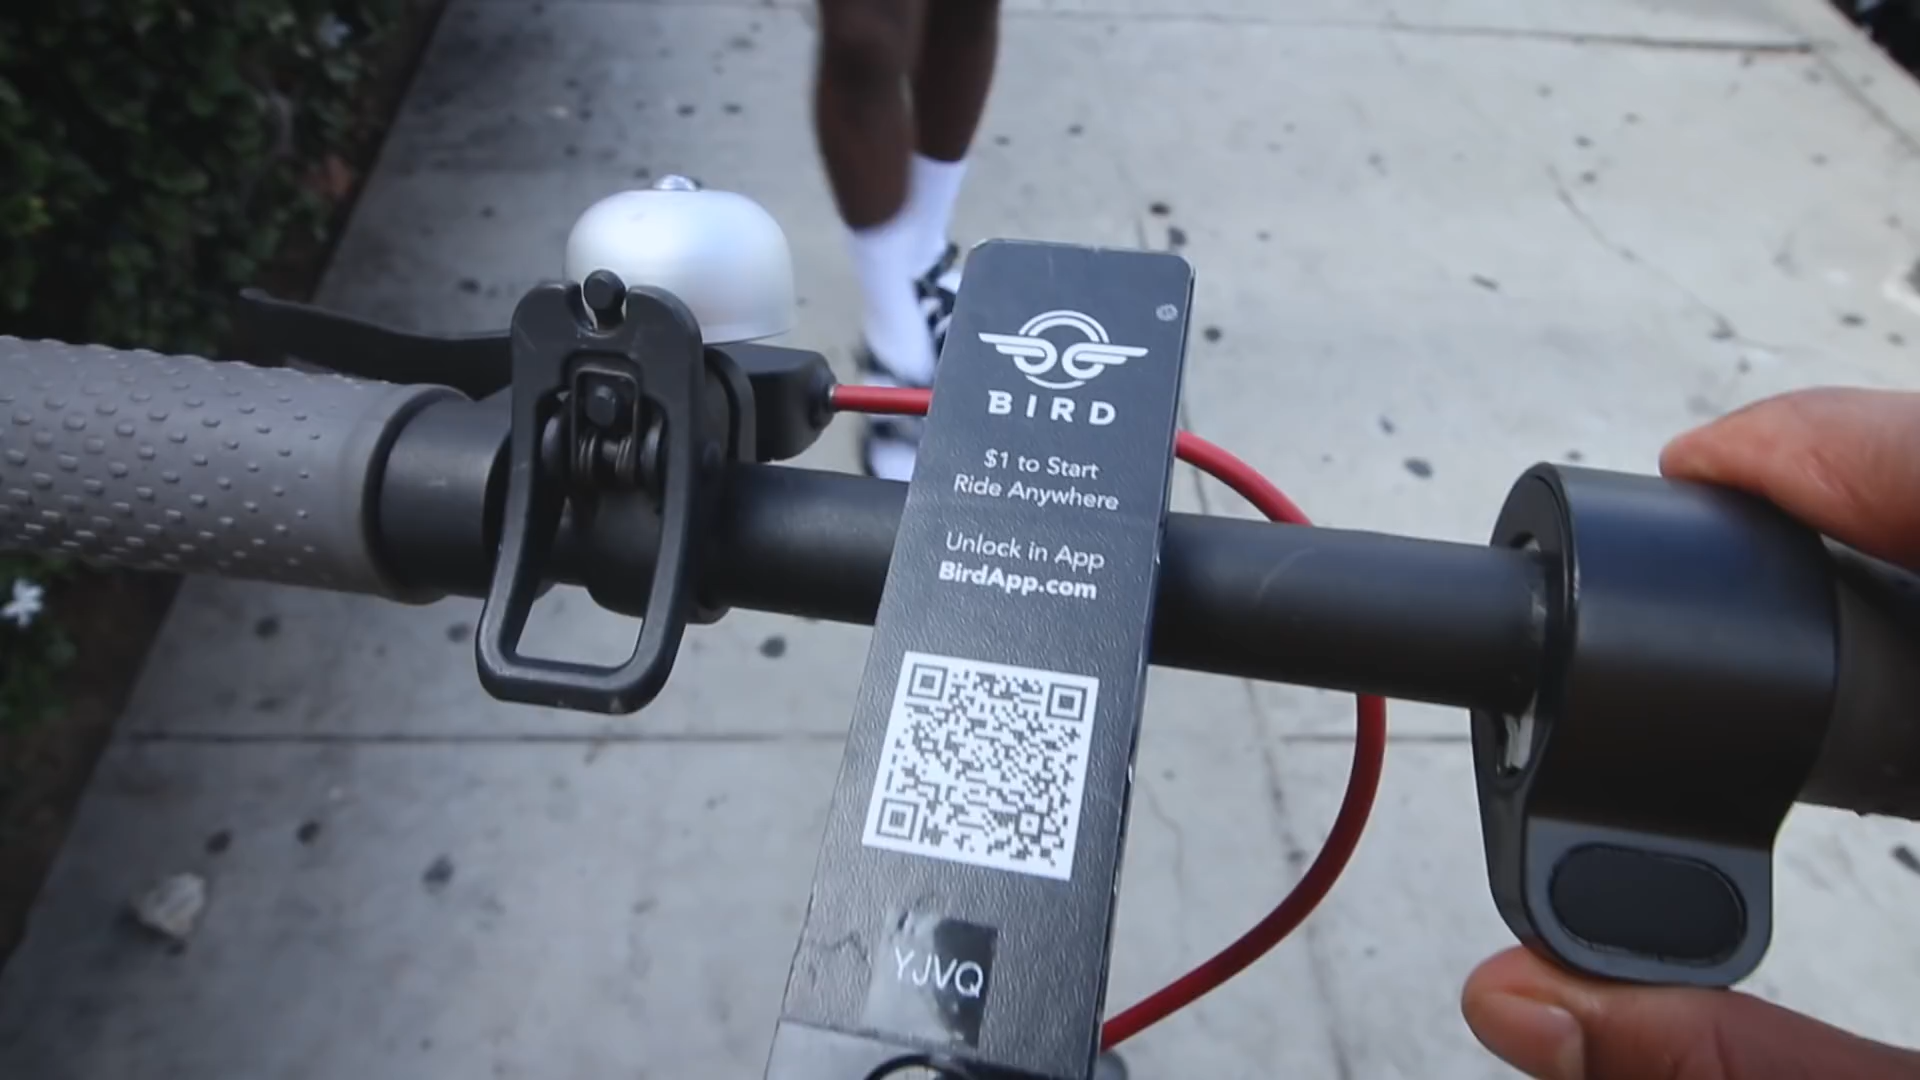 BIRD
$1 to Start
Ride Anywhere
Unlock in App
BirdApp.com
YJVQ